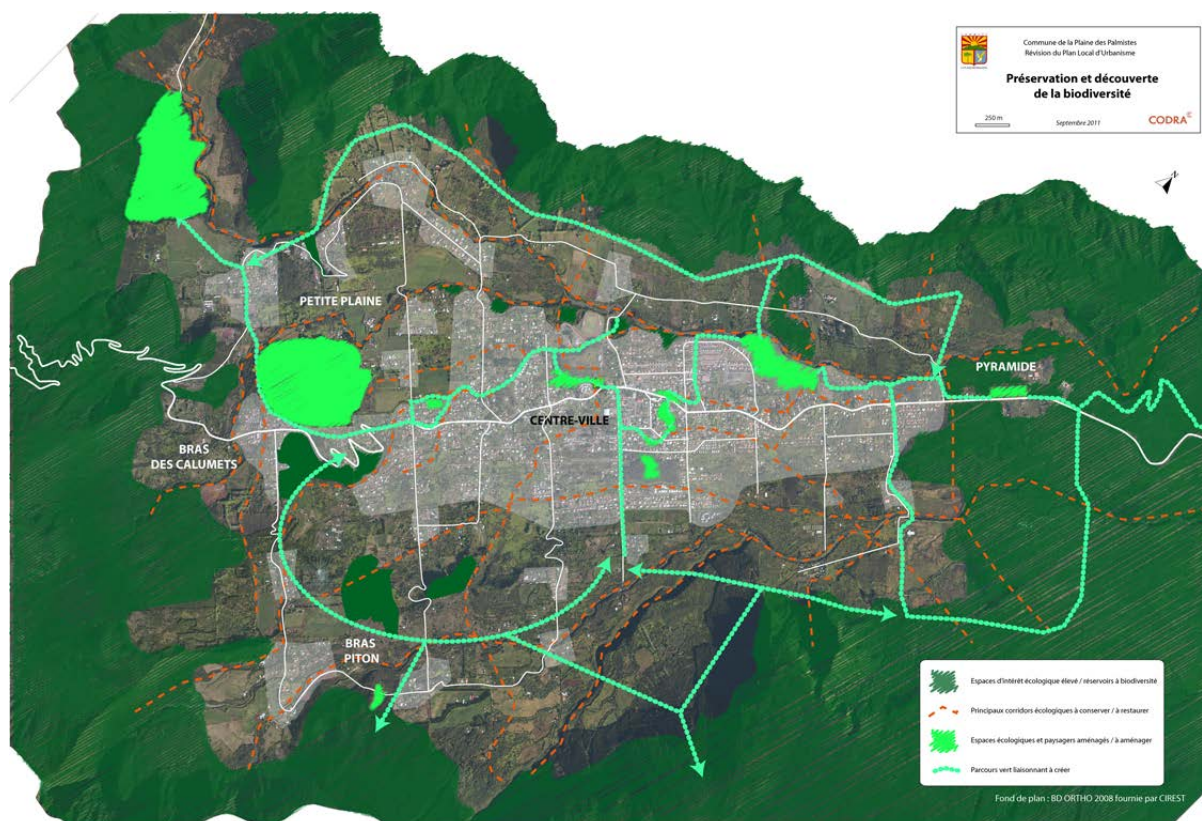 Commune de la Plaine des Palmistes
Révision du Plan Local d'Urbanisme
Préservation et découverte
de la biodiversité
250 m
Septembre 2011
CODRA
N
PETITE PLAINE
PYRAMIDE
CENTRE-VILLE
BRAS
DES CALUMETS
BRAS
PITON
Espaces d'intérêt écologique élevé / réservoirs à biodiversité
Principaux corridors écologiques à conserver / à restaurer
Espaces écologiques et paysagers aménagés / à aménager
Parcours vert liaisonnant à créer
Fond de plan : BD ORTHO 2008 fournie par CIREST